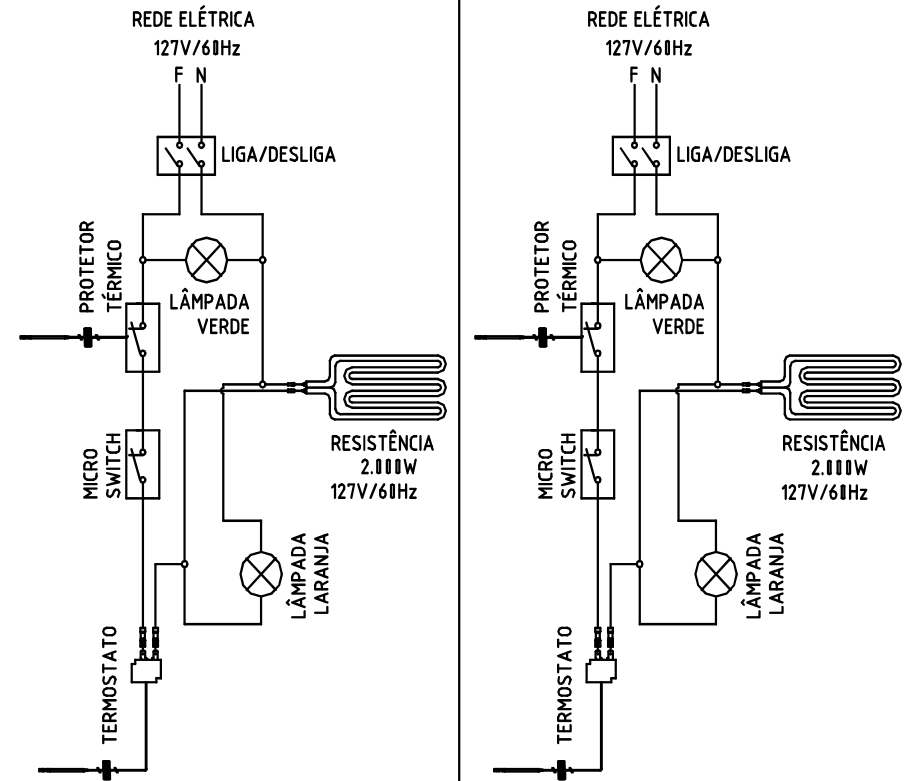 REDE ELÉTRICA
127V/60Hz
F N
LIGA/DESLIGA
PROTETOR
TÉRMICO
LÂMPADA
VERDE
RESISTÊNCIA
2.000W
127V/60Hz
MICRO
SWITCH
LÂMPADA
LARANJA
TERMOSTATO
REDE ELÉTRICA
127V/60Hz
F N
LIGA/DESLIGA
PROTETOR
TÉRMICO
LÂMPADA
VERDE
RESISTÊNCIA
2.000W
127V/60Hz
MICRO
SWITCH
LÂMPADA
LARANJA
TERMOSTATO